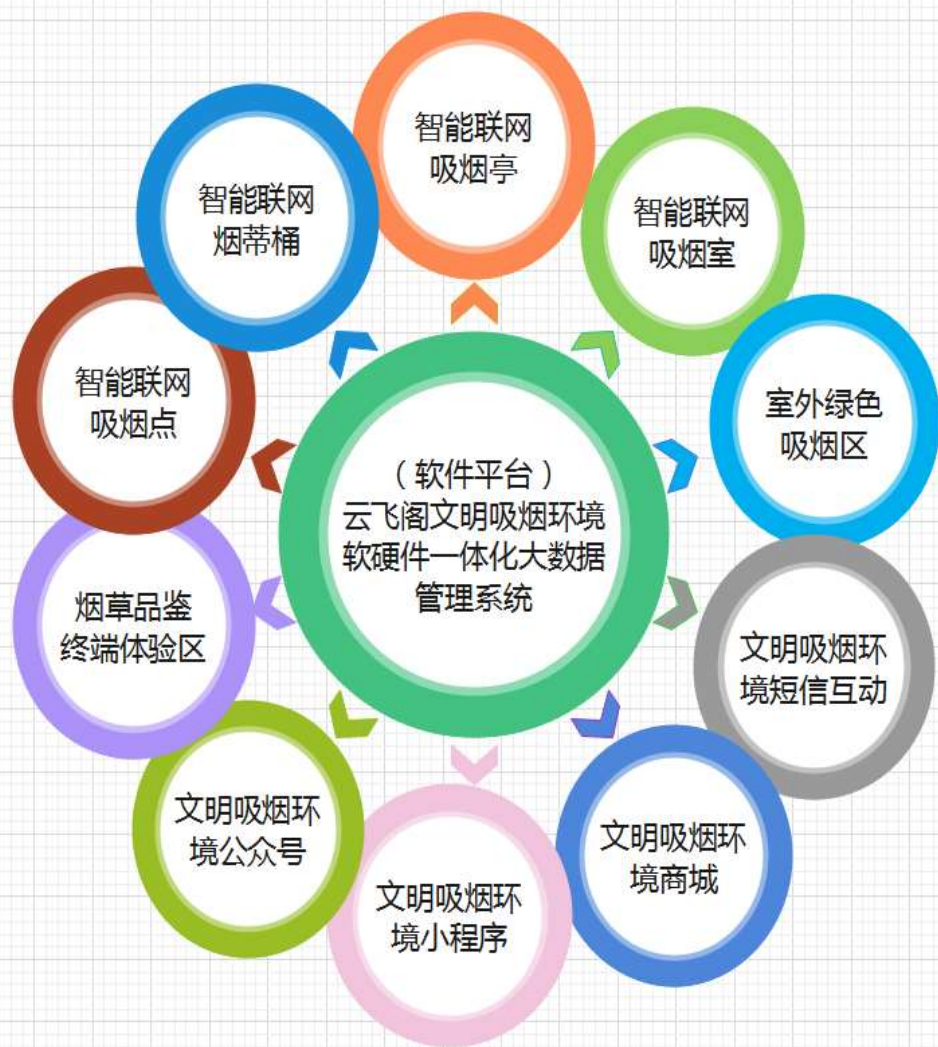 智能联网
吸烟亭
智能联网
吸烟室
室外绿色
吸烟区
文明吸烟环
境短信互动
文明吸烟环
境商城
文明吸烟环
境小程序
文明吸烟环
境公众号
烟草品鉴
终端体验区
智能联网
吸烟点
智能联网
烟蒂桶
（软件平台）
云飞阁文明吸烟环境
软硬件一体化大数据
管理系统